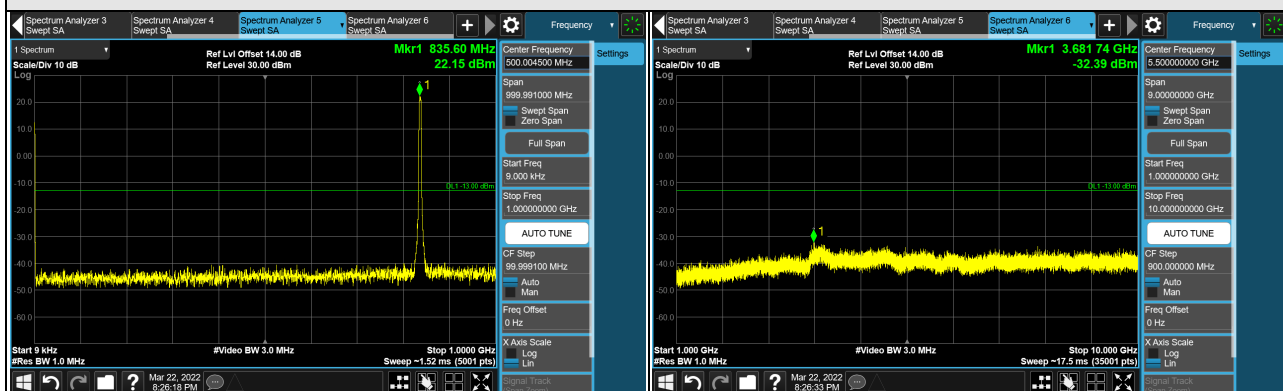 Spectrum Analyzer 3
Swept SA
Spectrum Analyzer 4
Swept SA
Spectrum Analyzer 5
Swept SA
Spectrum Analyzer 6
Swept SA
+
Frequency
1 Spectrum
Scale/Div 10 dB
Log
Ref Lvl Offset 14.00 dB
Ref Level 30.00 dBm
Mkr1 835.60 MHz
22.15 dBm
1
20.0
10.0
0.00
-10.0
-20.0
-30.0
-40.0
-50.0
-60.0
DL1 -13.00 dBm
Start 9 kHz
#Res BW 1.0 MHz
#Video BW 3.0 MHz
Stop 1.0000 GHz
Sweep ~1.52 ms (5001 pts)
Center Frequency
500.004500 MHz
Settings
Span
999.991000 MHz
Swept Span
Zero Span
Full Span
Start Freq
9.000 kHz
Stop Freq
1.000000000 GHz
AUTO TUNE
CF Step
99.999100 MHz
Auto
Man
Freq Offset
0 Hz
X Axis Scale
Log
Lin
Signal Track
?
Mar 22, 2022
8:26:18 PM
Spectrum Analyzer 3
Swept SA
Spectrum Analyzer 4
Swept SA
Spectrum Analyzer 5
Swept SA
Spectrum Analyzer 6
Swept SA
+
Frequency
1 Spectrum
Scale/Div 10 dB
Log
Ref Lvl Offset 14.00 dB
Ref Level 30.00 dBm
Mkr1 3.681 74 GHz
-32.39 dBm
1
20.0
10.0
0.00
-10.0
-20.0
-30.0
-40.0
-50.0
-60.0
DL1 -13.00 dBm
Start 1.000 GHz
#Res BW 1.0 MHz
#Video BW 3.0 MHz
Stop 10.000 GHz
Sweep ~17.5 ms (35001 pts)
Center Frequency
5.500000000 GHz
Settings
Span
9.00000000 GHz
Swept Span
Zero Span
Full Span
Start Freq
1.000000000 GHz
Stop Freq
10.000000000 GHz
AUTO TUNE
CF Step
900.000000 MHz
Auto
Man
Freq Offset
0 Hz
X Axis Scale
Log
Lin
Signal Track
?
Mar 22, 2022
8:26:33 PM